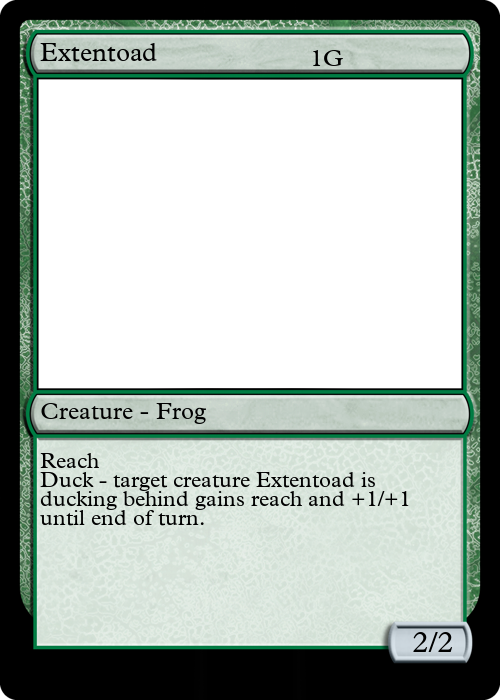 Extentoad 1G
Creature - Frog
Reach
Duck - target creature Extentoad is
ducking behind gains reach and +1/+1
until end of turn.
2/2